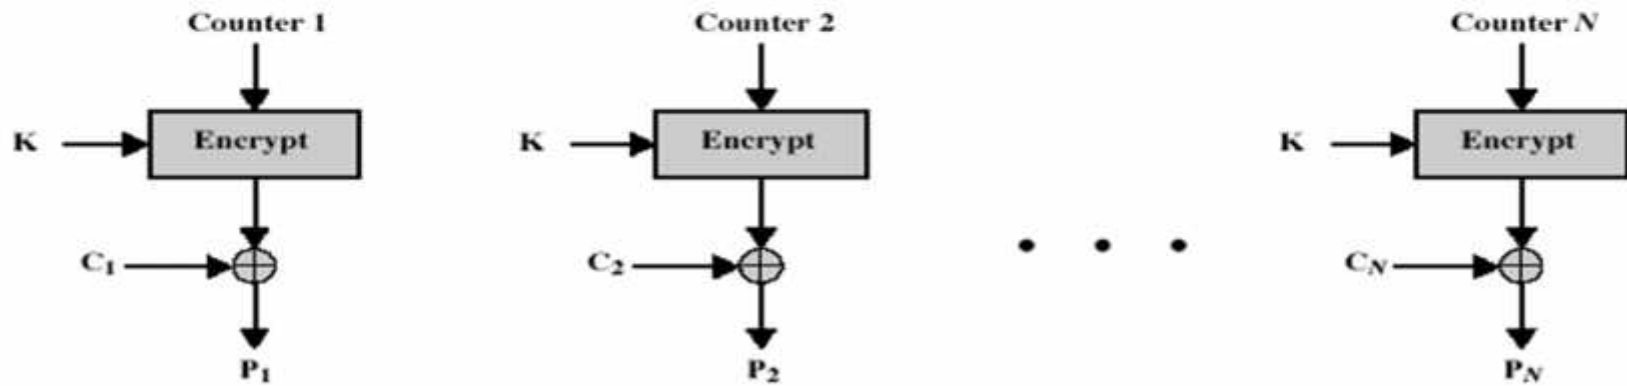 Counter 1 Counter 2 Counter N
K Encrypt K Encrypt K Encrypt
C1 C2 CN
P1 P2 PN